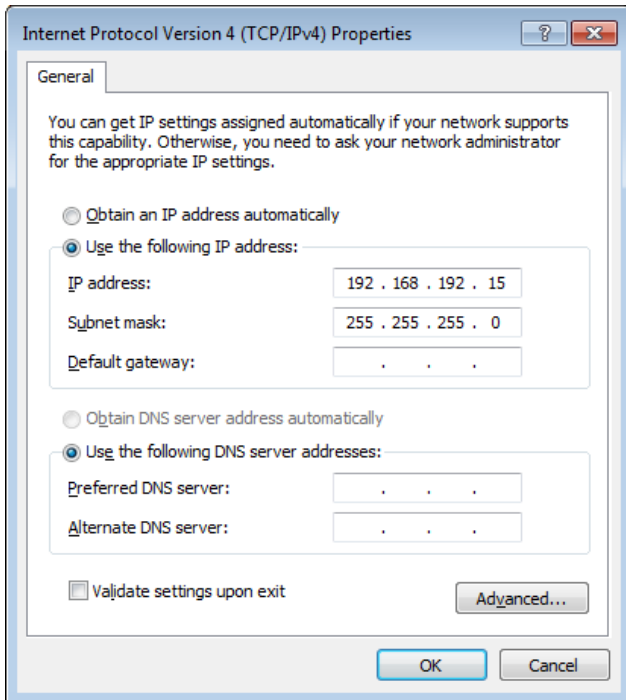 Internet Protocol Version 4 (TCP/IPv4) Properties
General
You can get IP settings assigned automatically if your network supports
this capability. Otherwise, you need to ask your network administrator
for the appropriate IP settings.
Obtain an IP address automatically
Use the following IP address:
IP address: 192 . 168 . 192 . 15
Subnet mask: 255 . 255 . 255 . 0
Default gateway: . . .
Obtain DNS server address automatically
Use the following DNS server addresses:
Preferred DNS server: . . .
Alternate DNS server: . . .
Validate settings upon exit
Advanced...
OK Cancel